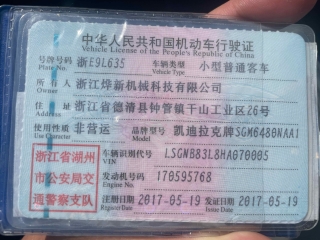 中华人民共和国机动车行驶证
Vehicle License of the People's Republic of China
号牌号码 浙E9L635 车辆类型 小型普通客车
Plate No. Vehicle Type
所有人 浙江烨新机械科技有限公司
Owner
住址 浙江省德清县钟管镇干山工业区26号
Address
使用性质 非营运 品牌型号 凯迪拉克牌SGM6480NAA1
Use Character Model
浙江省湖州
市公安局交
通警察支队
车辆识别代号 LSGNB83L8HA070005
VIN
发动机号码 170595768
Engine No.
注册日期 2017-05-19 发证日期 2017-05-19
Register Date Issue Date